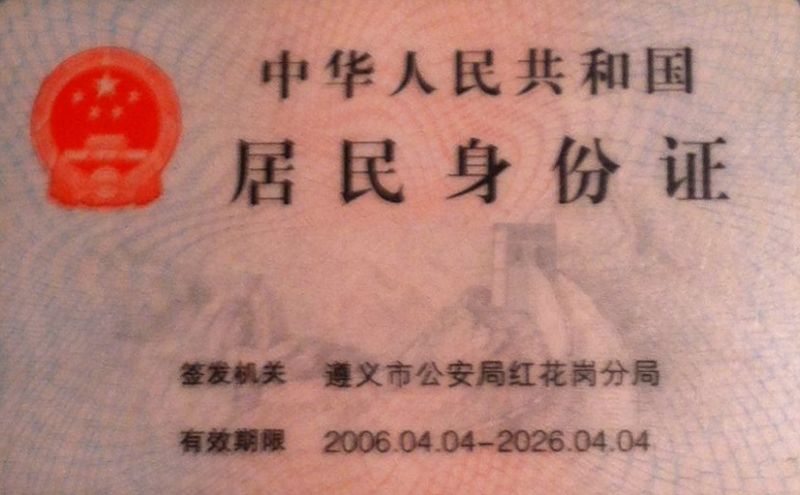 中华人民共和国
居民身份证
签发机关 遵义市公安局红花岗分局
有效期限 2006.04.04-2026.04.04